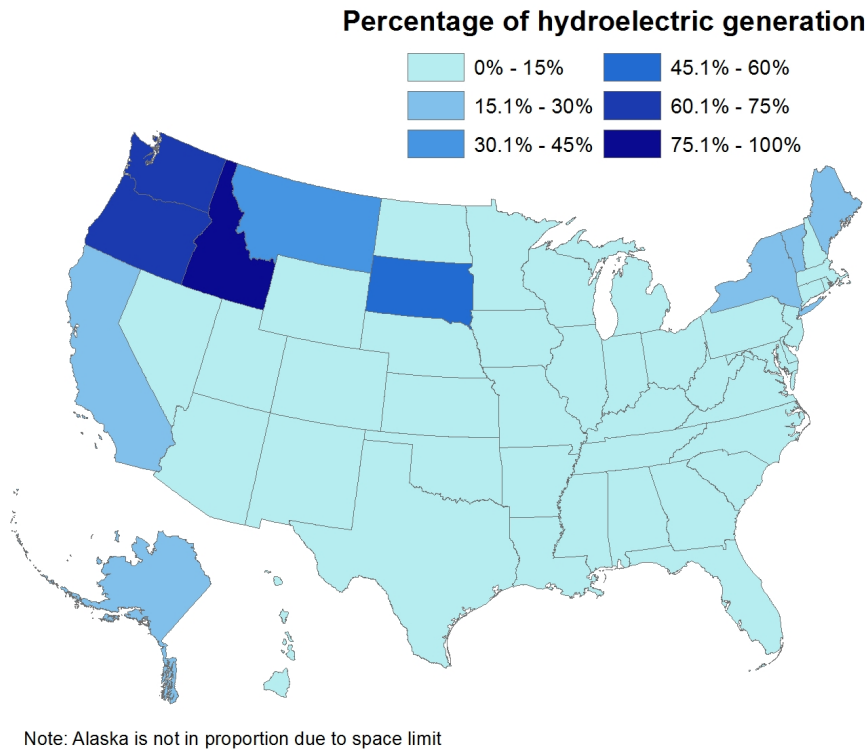 Percentage of hydroelectric generation
0% - 15%
45.1% - 60%
15.1% - 30%
60.1% - 75%
30.1% - 45%
75.1% - 100%
Note: Alaska is not in proportion due to space limit